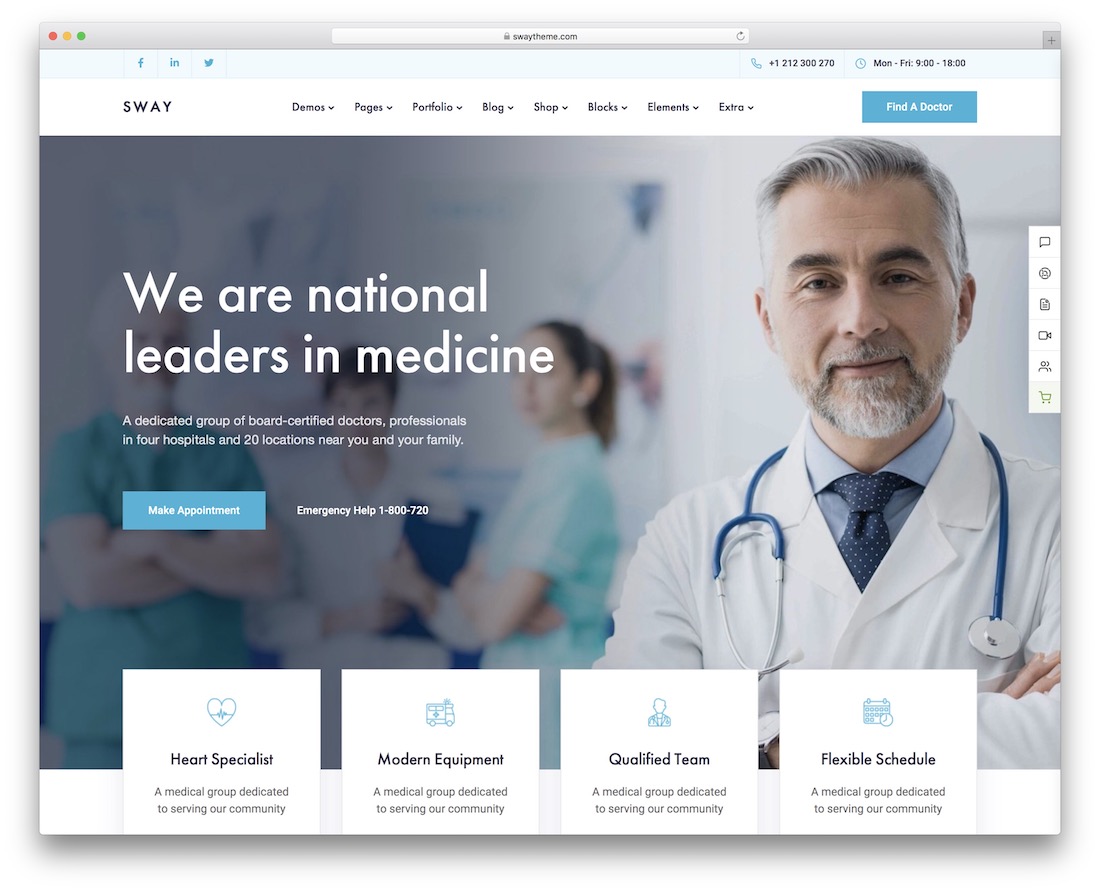 swaytheme.com
+1 212 300 270
Mon - Fri: 9:00 - 18:00
SWAY
Demos
Pages
Portfolio
Blog
Shop
Blocks
Elements
Extra
Find A Doctor
We are national
leaders in medicine
A dedicated group of board-certified doctors, professionals
in four hospitals and 20 locations near you and your family.
Make Appointment
Emergency Help 1-800-720
Heart Specialist
A medical group dedicated
to serving our community
Modern Equipment
A medical group dedicated
to serving our community
Qualified Team
A medical group dedicated
to serving our community
Flexible Schedule
A medical group dedicated
to serving our community